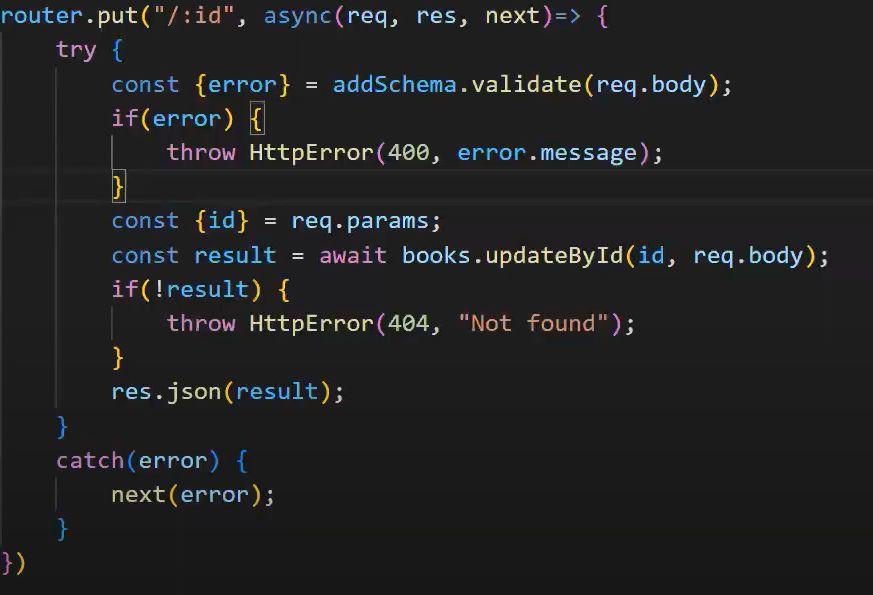 router.put("/:id", async(req, res, next)=> {
    try {
        const {error} = addSchema.validate(req.body);
        if(error) {
            throw HttpError(400, error.message);
        }
        const {id} = req.params;
        const result = await books.updateById(id, req.body);
        if(!result) {
            throw HttpError(404, "Not found");
        }
        res.json(result);
    }
    catch(error) {
        next(error);
    }
})